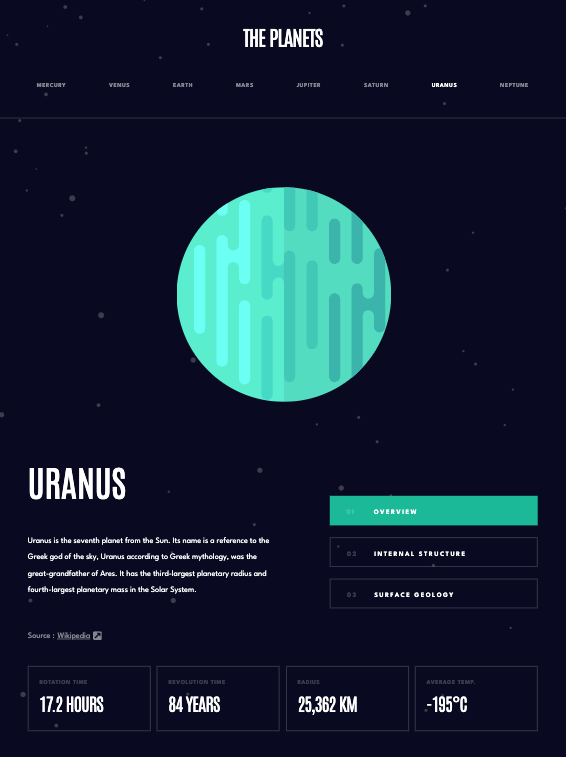 THE PLANETS
MERCURY VENUS EARTH MARS JUPITER SATURN URANUS NEPTUNE
URANUS
Uranus is the seventh planet from the Sun. Its name is a reference to the
Greek god of the sky, Uranus according to Greek mythology, was the
great-grandfather of Ares. It has the third-largest planetary radius and
fourth-largest planetary mass in the Solar System.
Source : Wikipedia
01 OVERVIEW
02 INTERNAL STRUCTURE
03 SURFACE GEOLOGY
ROTATION TIME
17.2 HOURS
REVOLUTION TIME
84 YEARS
RADIUS
25,362 KM
AVERAGE TEMP.
-195°C